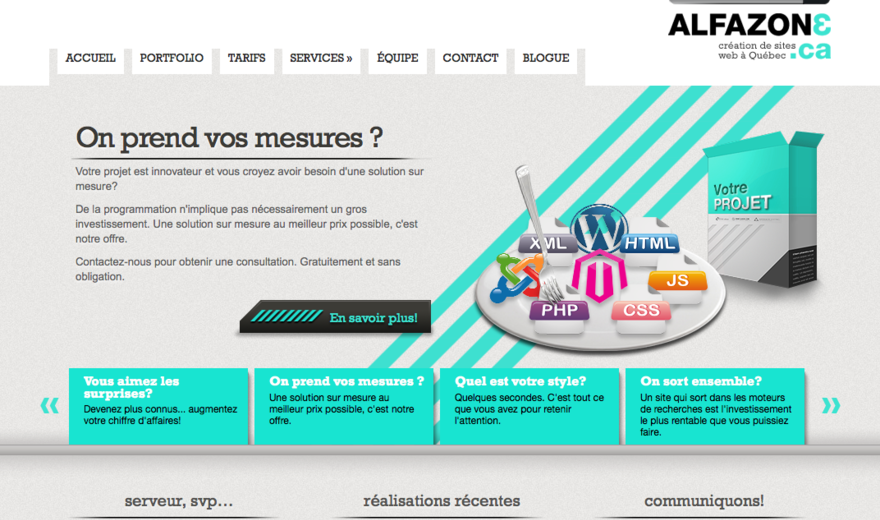 ALFAZONE
création de sites
web à Québec .ca
ACCUEIL PORTFOLIO TARIFS SERVICES » ÉQUIPE CONTACT BLOGUE
On prend vos mesures ?
Votre projet est innovateur et vous croyez avoir besoin d'une solution sur
mesure?
De la programmation n'implique pas nécessairement un gros
investissement. Une solution sur mesure au meilleur prix possible, c'est
notre offre.
Contactez-nous pour obtenir une consultation. Gratuitement et sans
obligation.
En savoir plus!
XML
HTML
JS
PHP
CSS
Votre
PROJET
Vous aimez les
surprises?
Devenez plus connus... augmentez
votre chiffre d'affaires!
On prend vos mesures ?
Une solution sur mesure au
meilleur prix possible, c'est notre
offre.
Quel est votre style?
Quelques secondes. C'est tout ce
que vous avez pour retenir
l'attention.
On sort ensemble?
Un site qui sort dans les moteurs
de recherches est l'investissement
le plus rentable que vous puissiez
faire.
serveur, svp...
réalisations récentes
communiquons!